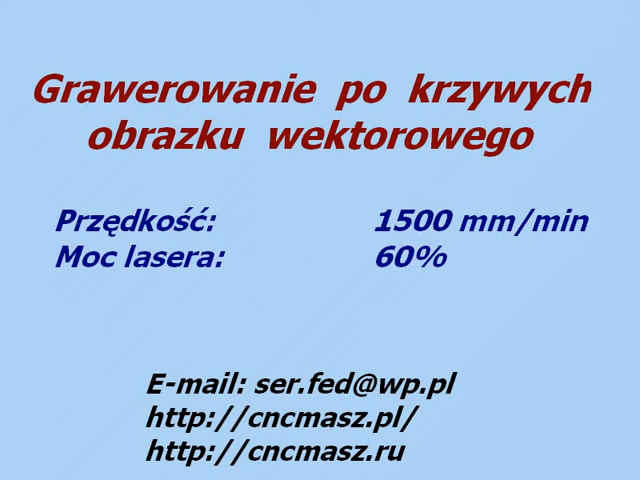 Grawerowanie po krzywych
obrazku wektorowego
Przędkość: 1500 mm/min
Moc lasera: 60%
E-mail: ser.fed@wp.pl
http://cncmasz.pl/
http://cncmasz.ru